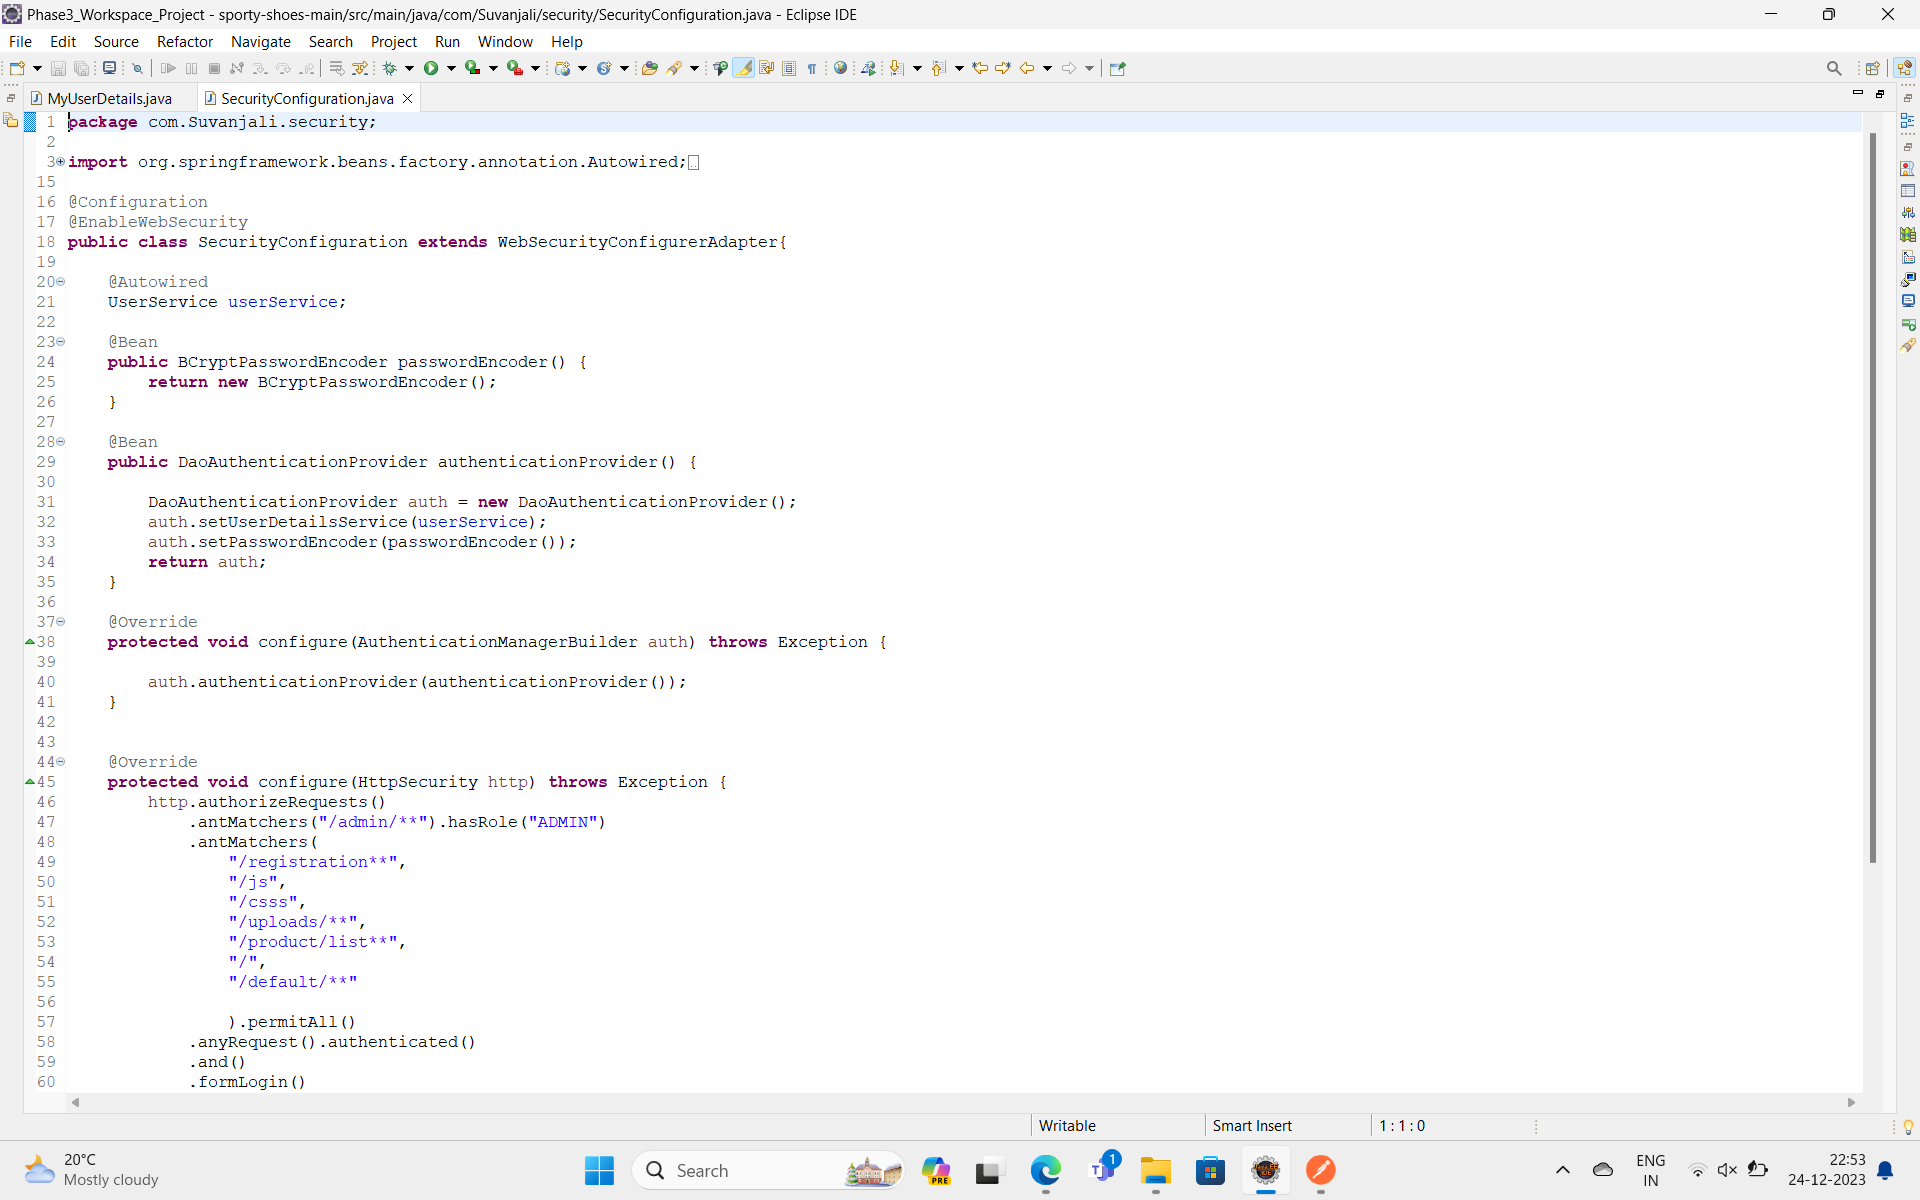 Phase3_Workspace_Project - sporty-shoes-main/src/main/java/com/Suvanjali/security/SecurityConfiguration.java - Eclipse IDE
File Edit Source Refactor Navigate Search Project Run Window Help
MyUserDetails.java SecurityConfiguration.java
1 package com.Suvanjali.security;
2
3 import org.springframework.beans.factory.annotation.Autowired;
15
16 @Configuration
17 @EnableWebSecurity
18 public class SecurityConfiguration extends WebSecurityConfigurerAdapter{
19
20 @Autowired
21 UserService userService;
22
23 @Bean
24 public BCryptPasswordEncoder passwordEncoder() {
25 return new BCryptPasswordEncoder();
26 }
27
28 @Bean
29 public DaoAuthenticationProvider authenticationProvider() {
30
31 DaoAuthenticationProvider auth = new DaoAuthenticationProvider();
32 auth.setUserDetailsService(userService);
33 auth.setPasswordEncoder(passwordEncoder());
34 return auth;
35 }
36
37 @Override
38 protected void configure(AuthenticationManagerBuilder auth) throws Exception {
39
40 auth.authenticationProvider(authenticationProvider());
41 }
42
43
44 @Override
45 protected void configure(HttpSecurity http) throws Exception {
46 http.authorizeRequests()
47 .antMatchers("/admin/**").hasRole("ADMIN")
48 .antMatchers(
49 "/registration**",
50 "/js",
51 "/csss",
52 "/uploads/**",
53 "/product/list**",
54 "/",
55 "/default/**"
56
57 ).permitAll()
58 .anyRequest().authenticated()
59 .and()
60 .formLogin()
Writable Smart Insert 1 : 1 : 0
20°C
Mostly cloudy
Search
PRE
1
ENG
IN
22:53
24-12-2023